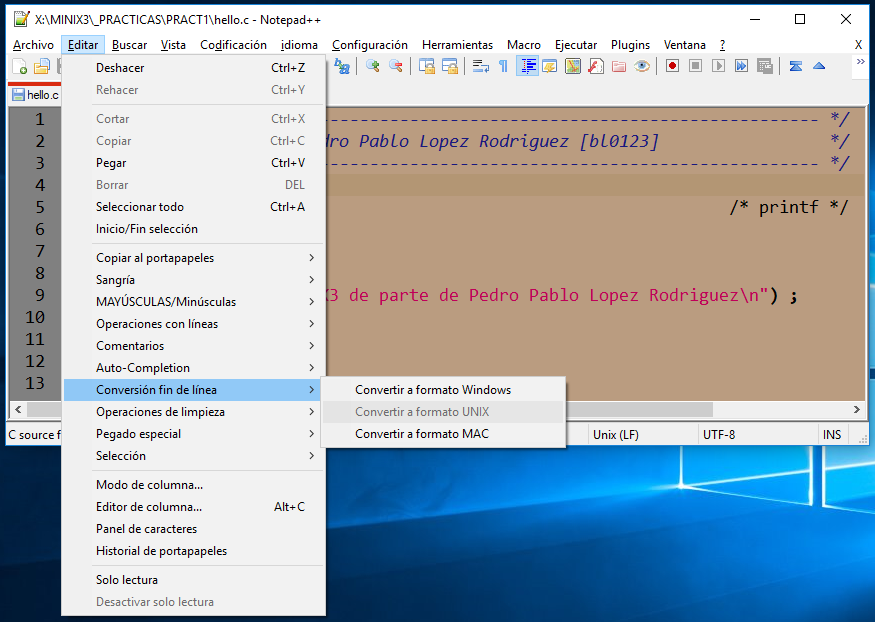 X:\MINIX3\_PRACTICAS\PRACT1\hello.c - Notepad++
Archivo Editar Buscar Vista Codificación idioma Configuración Herramientas Macro Ejecutar Plugins Ventana ? X
hello.c
Deshacer Ctrl+Z
Rehacer Ctrl+Y
Cortar Ctrl+X
Copiar Ctrl+C
Pegar Ctrl+V
Borrar DEL
Seleccionar todo Ctrl+A
Inicio/Fin selección
Copiar al portapapeles
Sangría
MAYÚSCULAS/Minúsculas
Operaciones con líneas
Comentarios
Auto-Completion
Conversión fin de línea
Operaciones de limpieza
Pegado especial
Selección
Modo de columna...
Editor de columna... Alt+C
Panel de caracteres
Historial de portapapeles
Solo lectura
Desactivar solo lectura
Convertir a formato Windows
Convertir a formato UNIX
Convertir a formato MAC
1 ------------------------------------------------- */
2 Pablo Lopez Rodriguez [bl0123] */
3 ------------------------------------------------- */
4
5 /* printf */
6
7
8
9 de parte de Pedro Pablo Lopez Rodriguez\n") ;
10
11
12
13
C source Unix (LF) UTF-8 INS